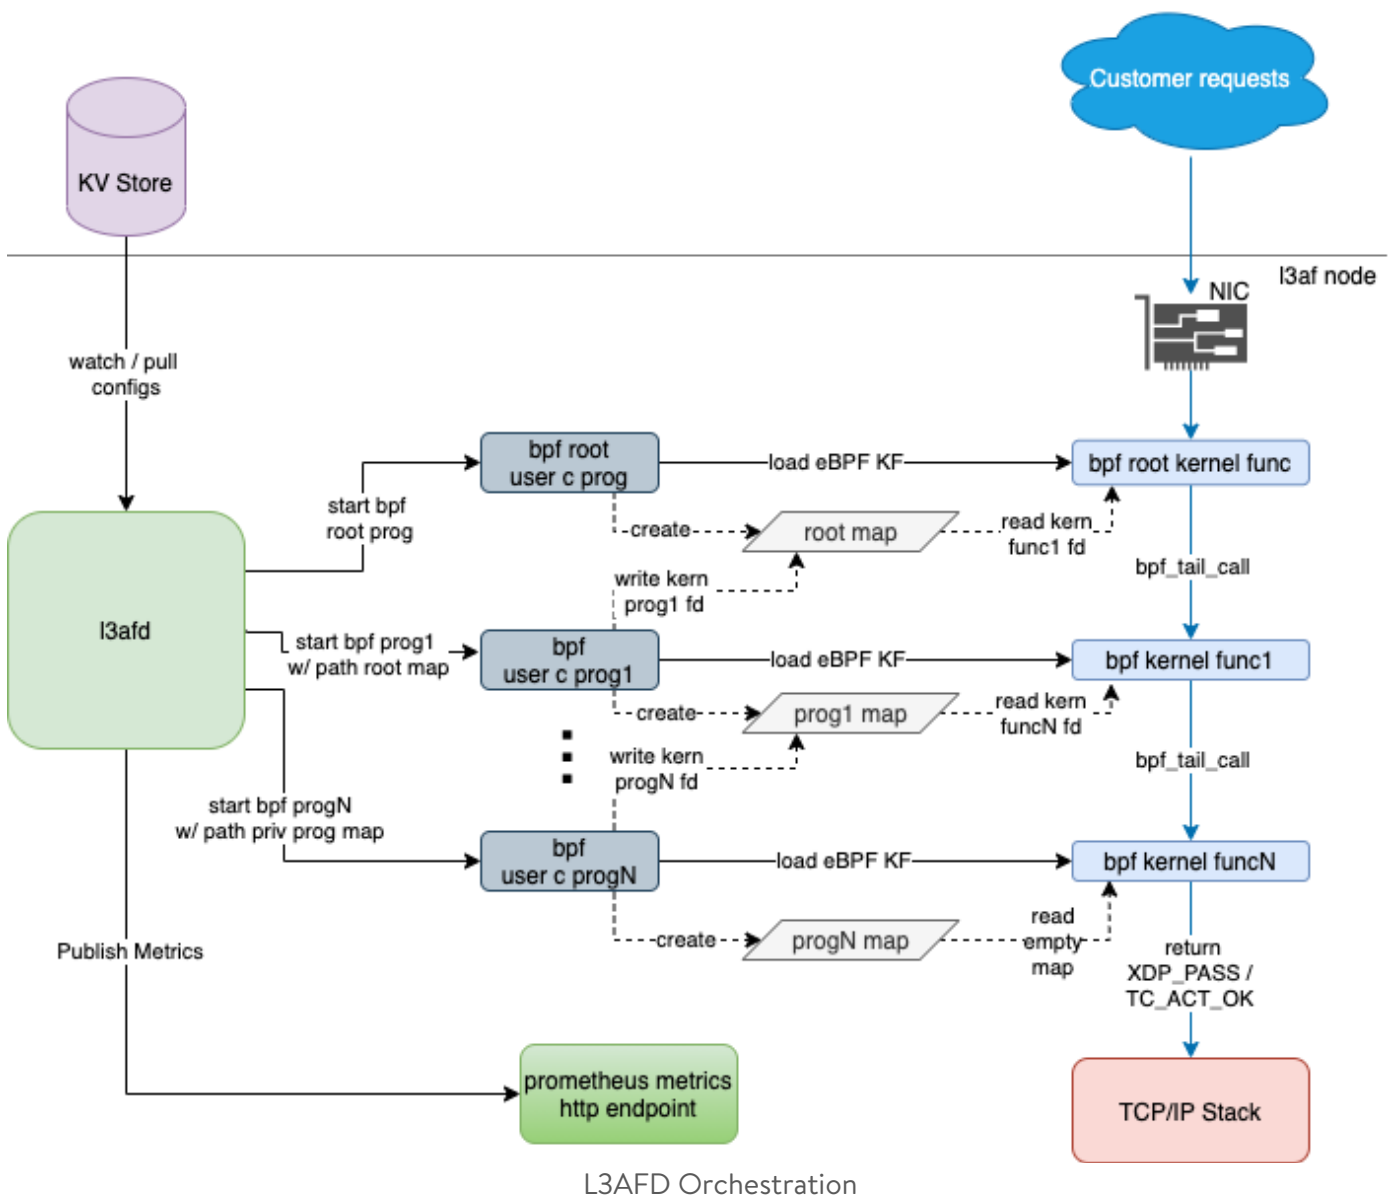 Customer requests
KV Store
l3af node
NIC
watch / pull
configs
bpf root
user c prog
load eBPF KF
bpf root kernel func
start bpf
root prog
create
root map
read kern
func1 fd
bpf_tail_call
write kern
prog1 fd
l3afd
start bpf prog1
w/ path root map
bpf
user c prog1
load eBPF KF
bpf kernel func1
create
prog1 map
read kern
funcN fd
write kern
progN fd
bpf_tail_call
start bpf progN
w/ path priv prog map
bpf
user c progN
load eBPF KF
bpf kernel funcN
create
progN map
read
empty
map
Publish Metrics
return
XDP_PASS /
TC_ACT_OK
prometheus metrics
http endpoint
TCP/IP Stack
L3AFD Orchestration